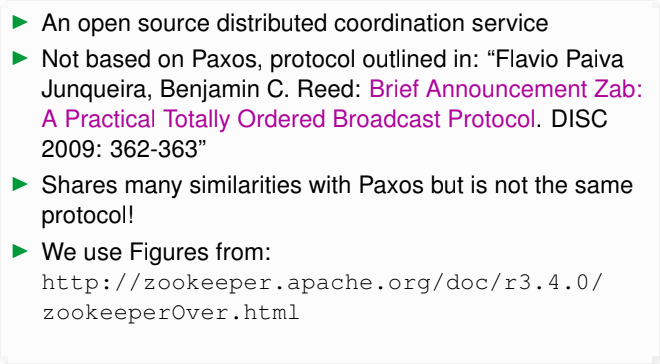 An open source distributed coordination service
Not based on Paxos, protocol outlined in: “Flavio Paiva
Junqueira, Benjamin C. Reed: Brief Announcement Zab:
A Practical Totally Ordered Broadcast Protocol. DISC
2009: 362-363”
Shares many similarities with Paxos but is not the same
protocol!
We use Figures from:
http://zookeeper.apache.org/doc/r3.4.0/
zookeeperOver.html